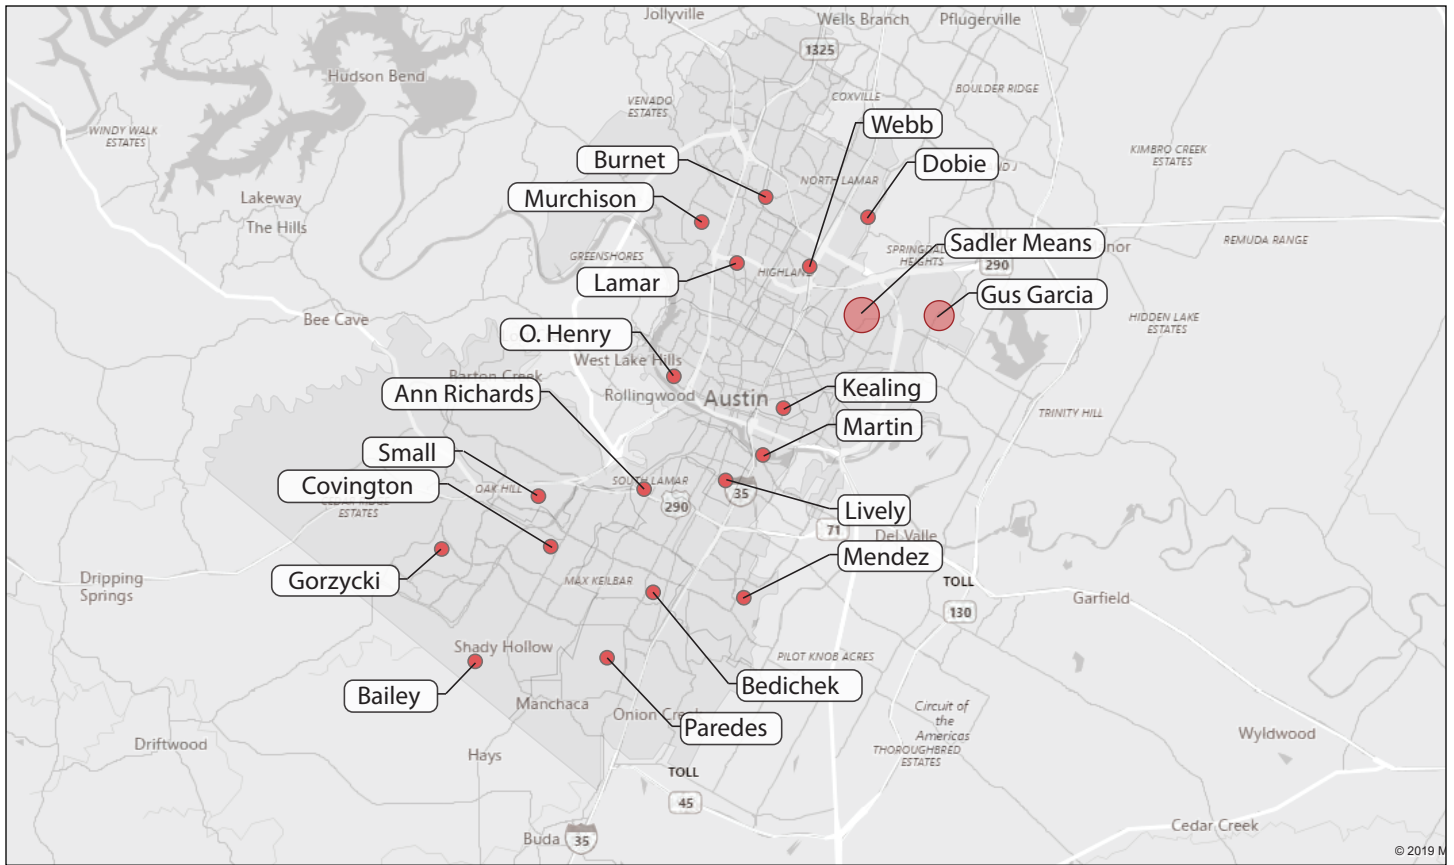 Jollyville
Wells Branch
Pflugerville
1325
Hudson Bend
VENADO
ESTATES
COXVILLE
BOULDER RIDGE
WINDY WALK
ESTATES
Webb
KIMBRO CREEK
ESTATES
Burnet
Dobie
NORTH LAMAR
Murchison
Lakeway
The Hills
GREENSHORES
Sadler Means
HEIGHTS
290
REMUDA RANGE
Lamar
HIGHLAND
Gus Garcia
Bee Cave
HIDDEN LAKE
ESTATES
O. Henry
West Lake Hills
Barton Creek
Ann Richards
Rollingwood
Austin
Kealing
TRINITY HILL
Martin
Small
Covington
OAK HILL
SOUTH LAMAR
ESTATES
290
35
Lively
71
Del Valle
Mendez
Gorzycki
Dripping
Springs
MAX KEILBAR
TOLL
130
Garfield
Shady Hollow
PILOT KNOB ACRES
Bailey
Bedichek
Manchaca
Onion Creek
Paredes
Circuit of
the
Americas
THOROUGHBRED
ESTATES
Driftwood
Hays
Wyldwood
TOLL
45
Buda
35
Cedar Creek
© 2019 M